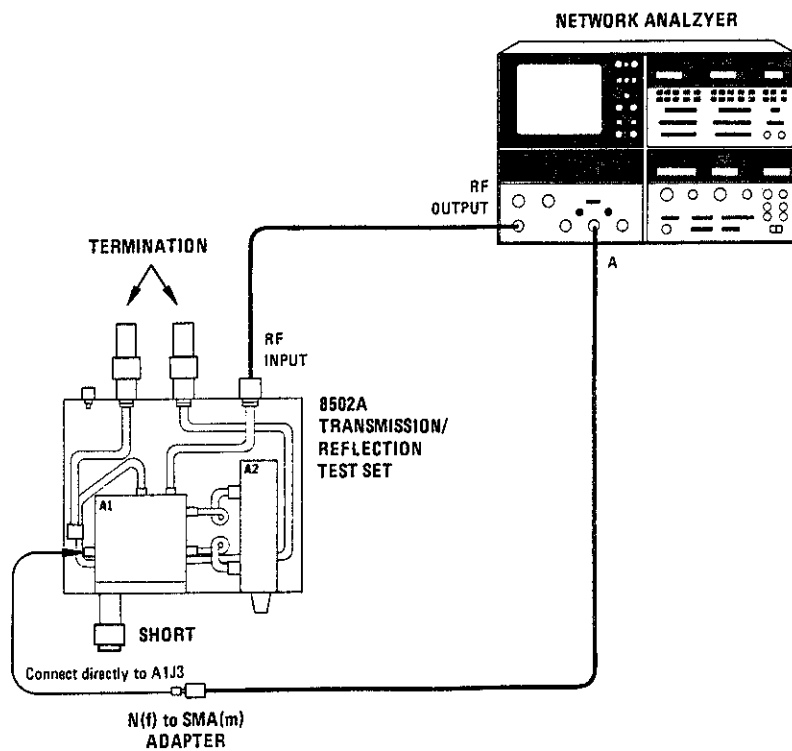 NETWORK ANALZYER
RF
OUTPUT
A
TERMINATION
RF
INPUT
8502A
TRANSMISSION/
REFLECTION
TEST SET
A2
A1
SHORT
Connect directly to A1J3
N(f) to SMA(m)
ADAPTER